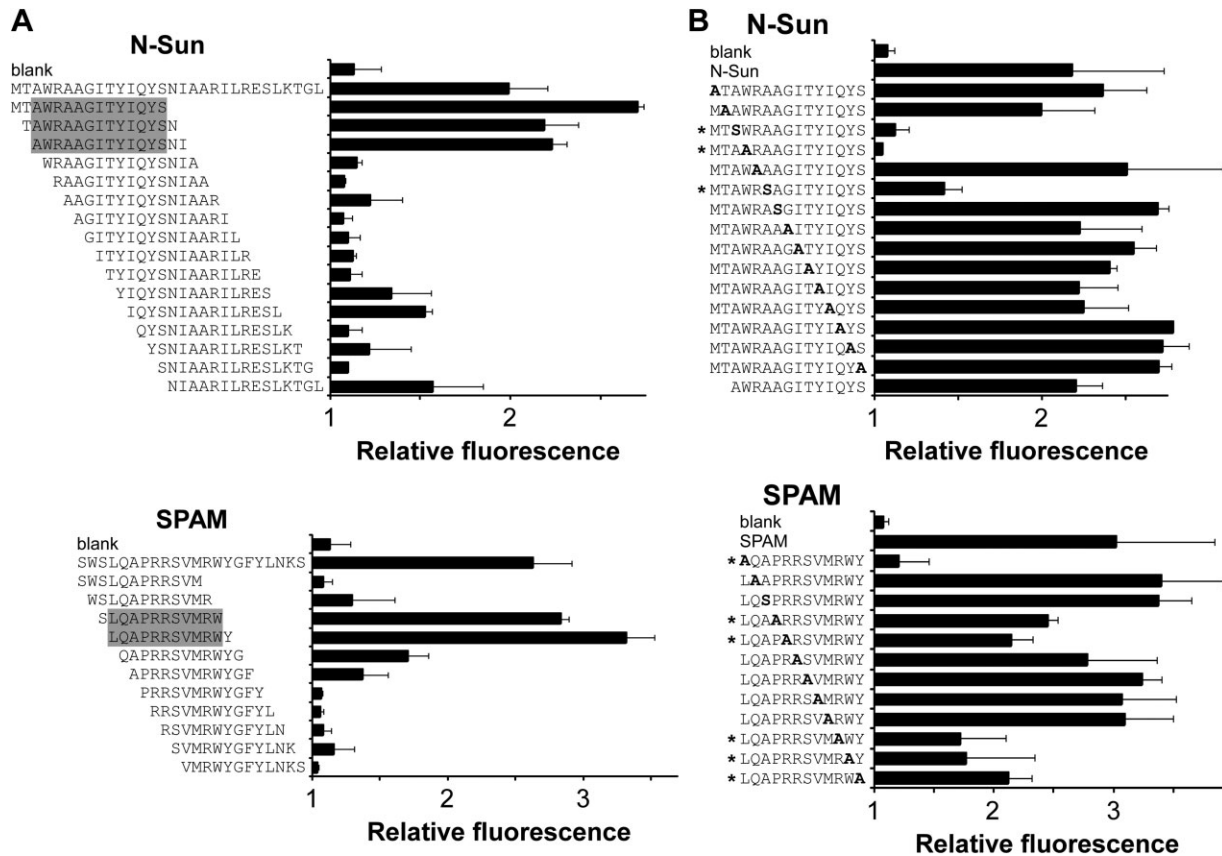 A
N-Sun
blank
MTAWRAAGITYIQYSNIAARILRESLKTGL
MTAWRAAGITYIQYS
TAWRAAGITYIQYSN
AWRAAGITYIQYSNI
WRAAGITYIQYSNIA
RAAGITYIQYSNIAA
AAGITYIQYSNIAAR
AGITYIQYSNIAARI
GITYIQYSNIAARIL
ITYIQYSNIAARILR
TYIQYSNIAARILRE
YIQYSNIAARILRES
IQYSNIAARILRESL
QYSNIAARILRESLK
YSNIAARILRESLKT
SNIAARILRESLKTG
NIAARILRESLKTGL
1 2
Relative fluorescence
SPAM
blank
SWSLQAPRRSVMRWYGFYLNKS
SWSLQAPRRSVM
WSLQAPRRSVMR
SLQAPRRSVMRW
LQAPRRSVMRWY
QAPRRSVMRWYG
APRRSVMRWYGF
PRRSVMRWYGFY
RRSVMRWYGFYL
RSVMRWYGFYLN
SVMRWYGFYLNK
VMRWYGFYLNKS
1 2 3
Relative fluorescence
B
N-Sun
blank
N-Sun
ATAWRAAGITYIQYS
MAAWRAAGITYIQYS
* MTSWRAAGITYIQYS
* MTAARAAGITYIQYS
MTAWAAAGITYIQYS
* MTAWRSAGITYIQYS
MTAWRASGITYIQYS
MTAWRAAAITYIQYS
MTAWRAAGATYIQYS
MTAWRAAGIAYIQYS
MTAWRAAGITAIQYS
MTAWRAAGITYAQYS
MTAWRAAGITYIAYS
MTAWRAAGITYIQAS
MTAWRAAGITYIQYA
AWRAAGITYIQYS
1 2
Relative fluorescence
SPAM
blank
SPAM
* AQAPRRSVMRWY
LAAPRRSVMRWY
LQSPRRSVMRWY
* LQAARRSVMRWY
* LQAPARSVMRWY
LQAPRASVMRWY
LQAPRRAVMRWY
LQAPRRSAMRWY
LQAPRRSVARWY
* LQAPRRSVMAWY
* LQAPRRSVMRAY
* LQAPRRSVMRWA
1 2 3
Relative fluorescence